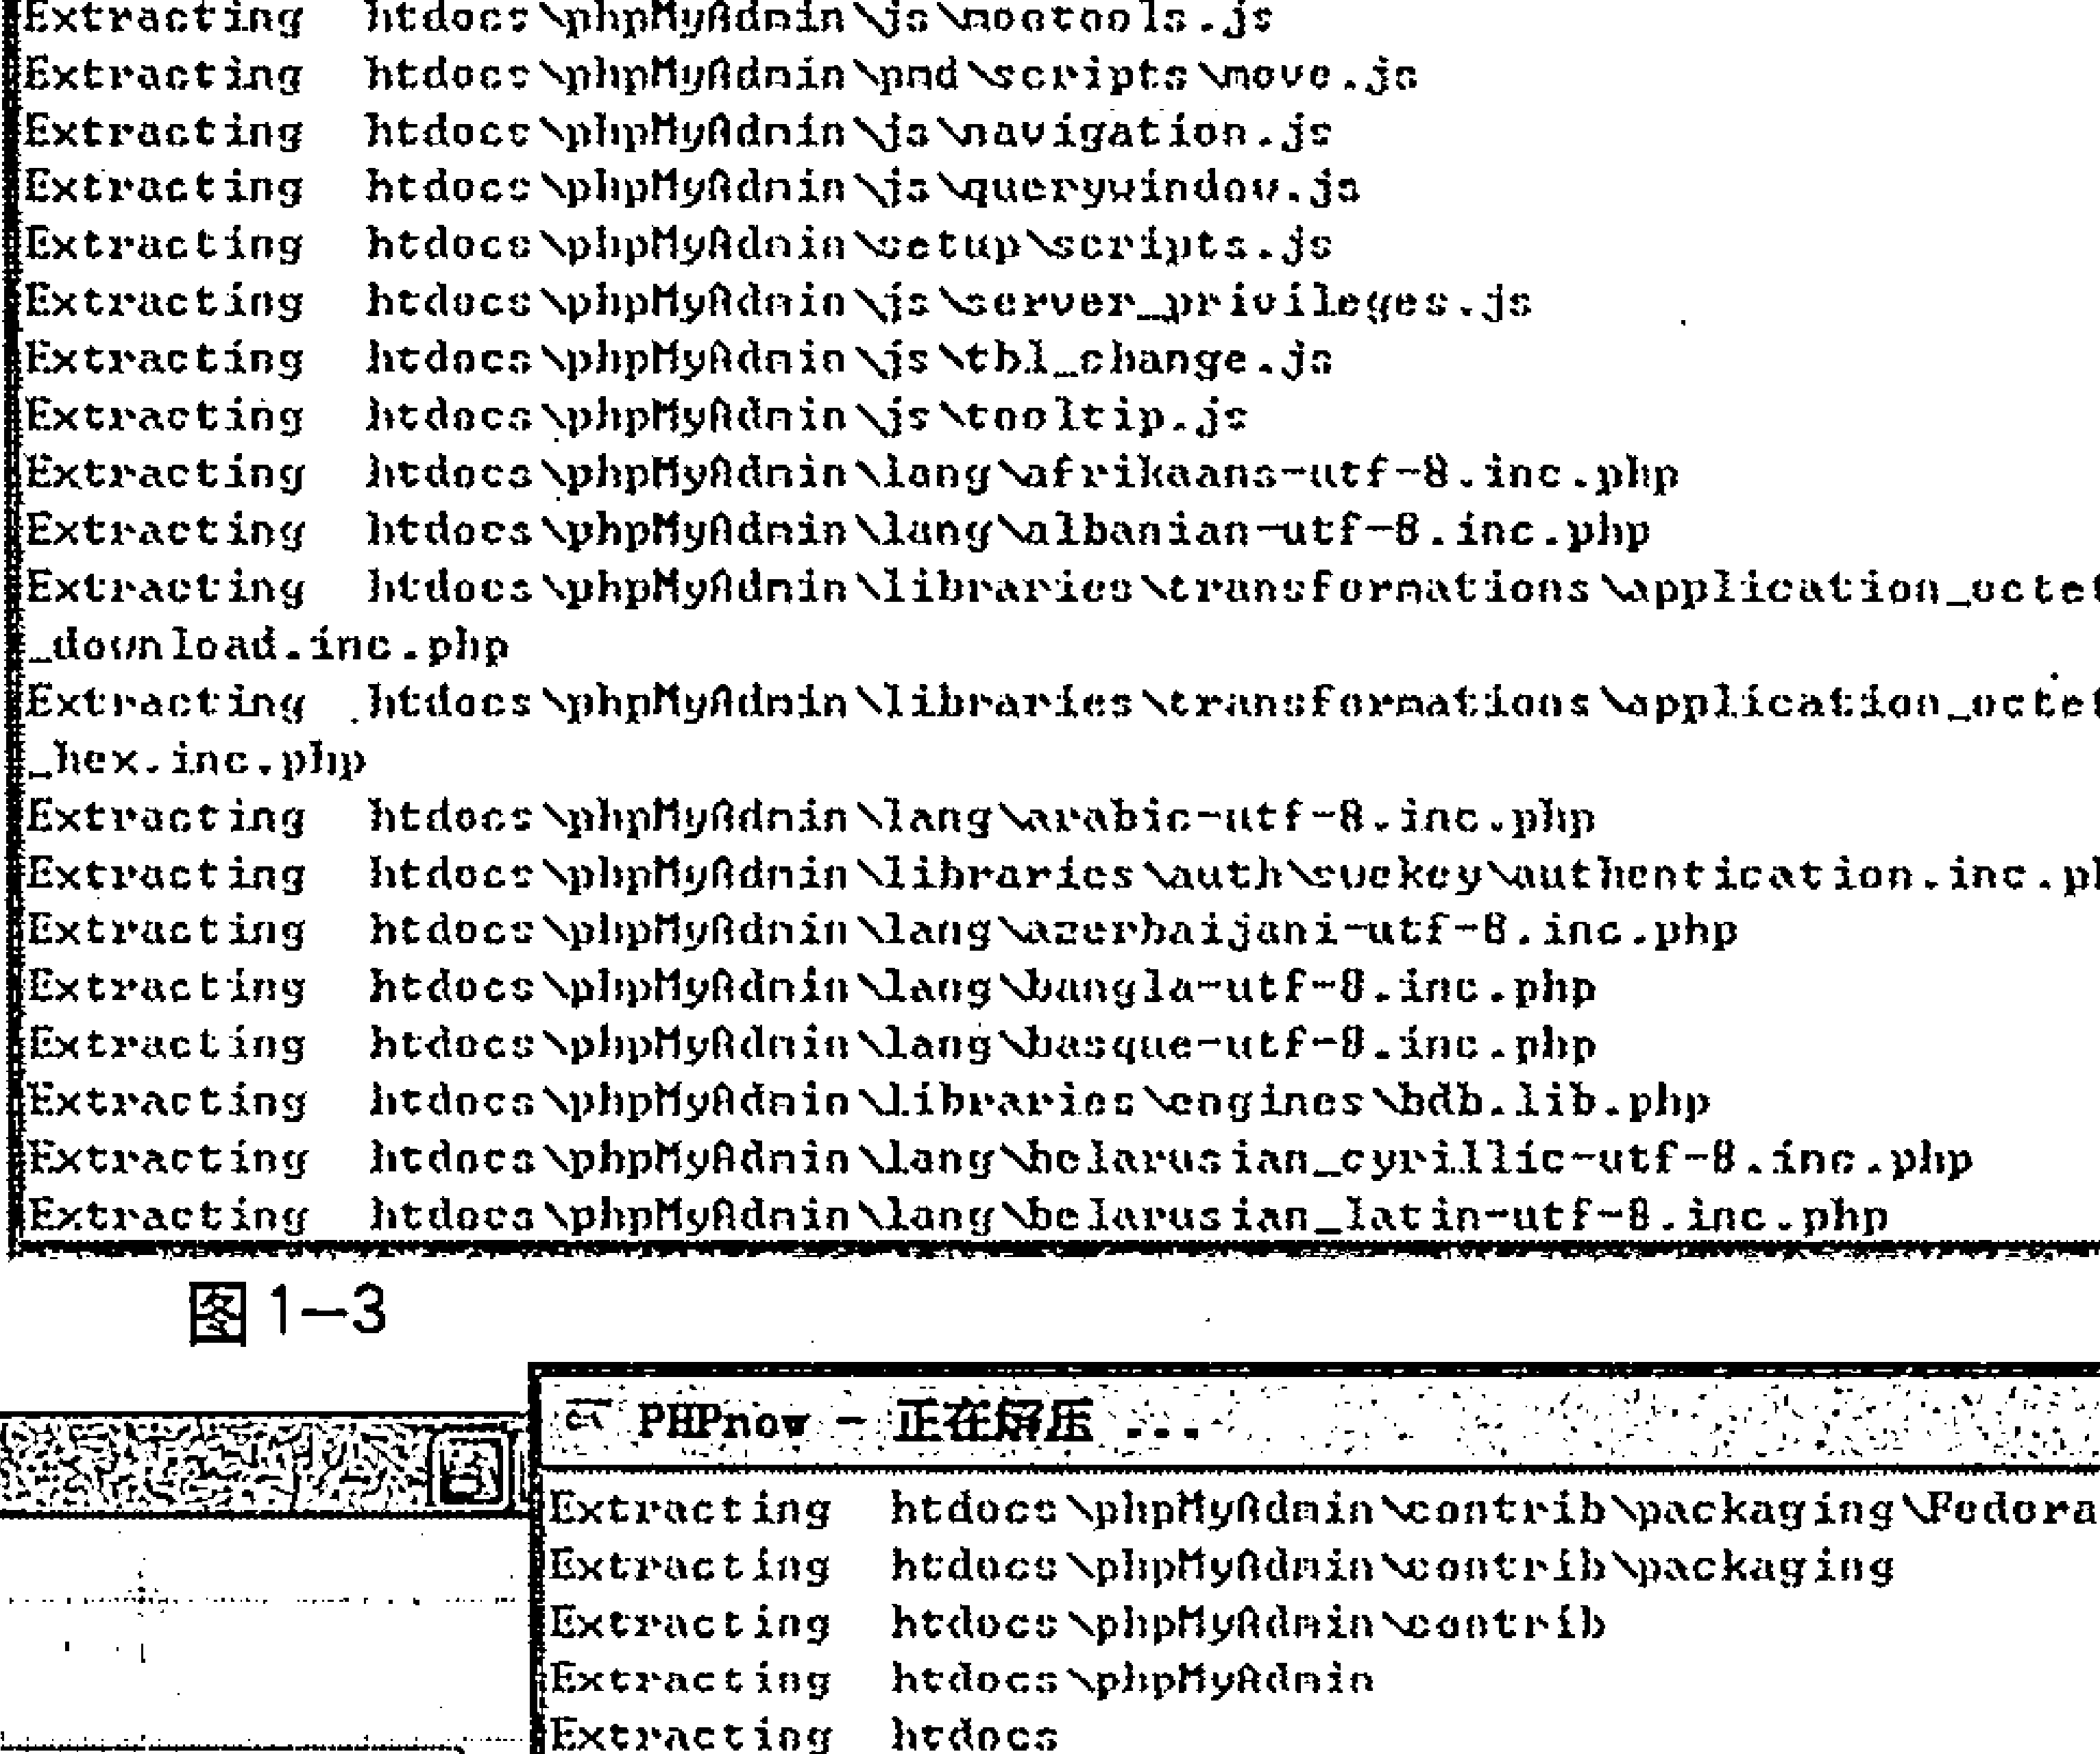 Extracting  htdocs\phpMyAdmin\js\mootools.js
Extracting  htdocs\phpMyAdmin\pmd\scripts\move.js
Extracting  htdocs\phpMyAdmin\js\navigation.js
Extracting  htdocs\phpMyAdmin\js\querywindow.js
Extracting  htdocs\phpMyAdmin\setup\scripts.js
Extracting  htdocs\phpMyAdmin\js\server_privileges.js
Extracting  htdocs\phpMyAdmin\js\tbl_change.js
Extracting  htdocs\phpMyAdmin\js\tooltip.js
Extracting  htdocs\phpMyAdmin\lang\afrikaans-utf-8.inc.php
Extracting  htdocs\phpMyAdmin\lang\albanian-utf-8.inc.php
Extracting  htdocs\phpMyAdmin\libraries\transformations\application_octet
_download.inc.php
Extracting  htdocs\phpMyAdmin\libraries\transformations\application_octet
_hex.inc.php
Extracting  htdocs\phpMyAdmin\lang\arabic-utf-8.inc.php
Extracting  htdocs\phpMyAdmin\libraries\auth\swekey\authentication.inc.ph
Extracting  htdocs\phpMyAdmin\lang\azerbaijani-utf-8.inc.php
Extracting  htdocs\phpMyAdmin\lang\bangla-utf-8.inc.php
Extracting  htdocs\phpMyAdmin\lang\basque-utf-8.inc.php
Extracting  htdocs\phpMyAdmin\libraries\engines\bdb.lib.php
Extracting  htdocs\phpMyAdmin\lang\belarusian_cyrillic-utf-8.inc.php
Extracting  htdocs\phpMyAdmin\lang\belarusian_latin-utf-8.inc.php
图1-3
PHPnow - 正在解压 ...
Extracting  htdocs\phpMyAdmin\contrib\packaging\Fedora
Extracting  htdocs\phpMyAdmin\contrib\packaging
Extracting  htdocs\phpMyAdmin\contrib
Extracting  htdocs\phpMyAdmin
Extracting  htdocs